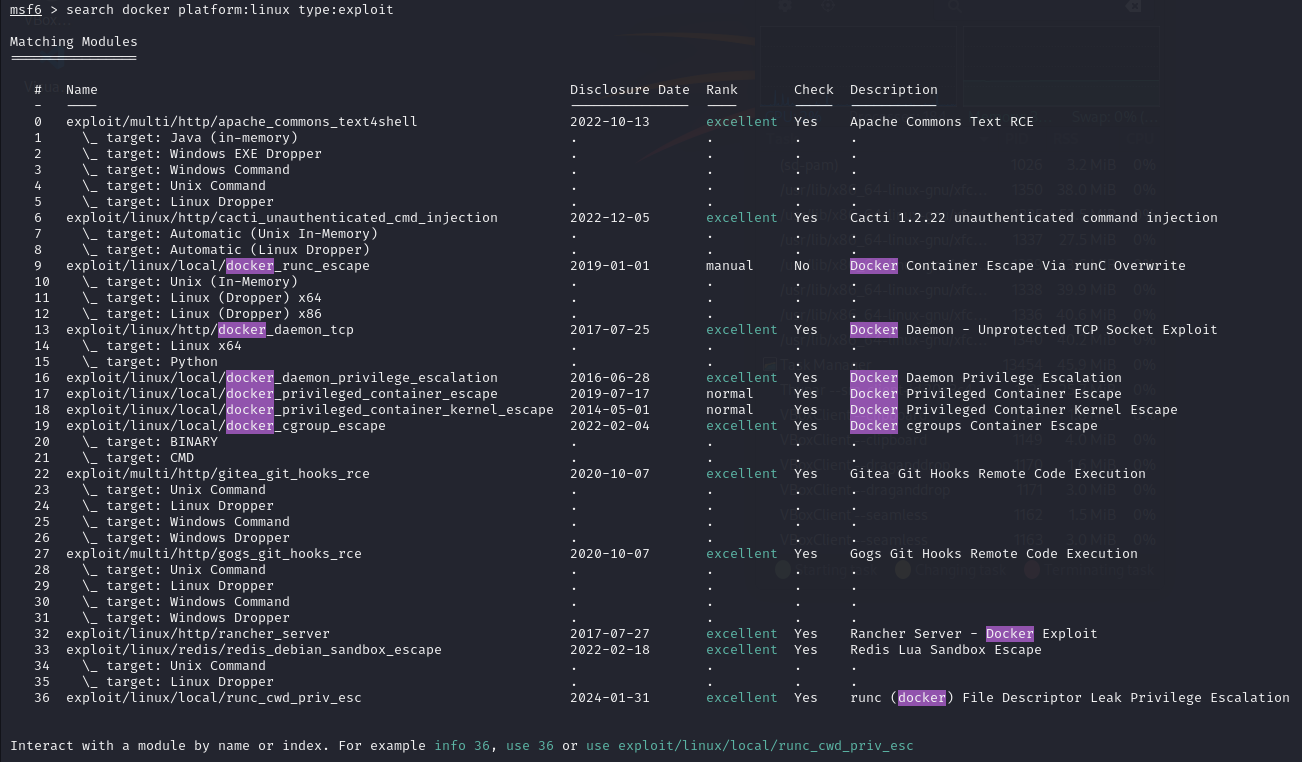 msf6 > search docker platform:linux type:exploit
Matching Modules
================
# Name Disclosure Date Rank Check Description
- ---- --------------- ---- ----- -----------
0 exploit/multi/http/apache_commons_text4shell 2022-10-13 excellent Yes Apache Commons Text RCE
1 \_ target: Java (in-memory) . . . .
2 \_ target: Windows EXE Dropper . . . .
3 \_ target: Windows Command . . . .
4 \_ target: Unix Command . . . .
5 \_ target: Linux Dropper . . . .
6 exploit/linux/http/cacti_unauthenticated_cmd_injection 2022-12-05 excellent Yes Cacti 1.2.22 unauthenticated command injection
7 \_ target: Automatic (Unix In-Memory) . . . .
8 \_ target: Automatic (Linux Dropper) . . . .
9 exploit/linux/local/docker_runc_escape 2019-01-01 manual No Docker Container Escape Via runC Overwrite
10 \_ target: Unix (In-Memory) . . . .
11 \_ target: Linux (Dropper) x64 . . . .
12 \_ target: Linux (Dropper) x86 . . . .
13 exploit/linux/http/docker_daemon_tcp 2017-07-25 excellent Yes Docker Daemon - Unprotected TCP Socket Exploit
14 \_ target: Linux x64 . . . .
15 \_ target: Python . . . .
16 exploit/linux/local/docker_daemon_privilege_escalation 2016-06-28 excellent Yes Docker Daemon Privilege Escalation
17 exploit/linux/local/docker_privileged_container_escape 2019-07-17 normal Yes Docker Privileged Container Escape
18 exploit/linux/local/docker_privileged_container_kernel_escape 2014-05-01 normal Yes Docker Privileged Container Kernel Escape
19 exploit/linux/local/docker_cgroup_escape 2022-02-04 excellent Yes Docker cgroups Container Escape
20 \_ target: BINARY . . . .
21 \_ target: CMD . . . .
22 exploit/multi/http/gitea_git_hooks_rce 2020-10-07 excellent Yes Gitea Git Hooks Remote Code Execution
23 \_ target: Unix Command . . . .
24 \_ target: Linux Dropper . . . .
25 \_ target: Windows Command . . . .
26 \_ target: Windows Dropper . . . .
27 exploit/multi/http/gogs_git_hooks_rce 2020-10-07 excellent Yes Gogs Git Hooks Remote Code Execution
28 \_ target: Unix Command . . . .
29 \_ target: Linux Dropper . . . .
30 \_ target: Windows Command . . . .
31 \_ target: Windows Dropper . . . .
32 exploit/linux/http/rancher_server 2017-07-27 excellent Yes Rancher Server - Docker Exploit
33 exploit/linux/redis/redis_debian_sandbox_escape 2022-02-18 excellent Yes Redis Lua Sandbox Escape
34 \_ target: Unix Command . . . .
35 \_ target: Linux Dropper . . . .
36 exploit/linux/local/runc_cwd_priv_esc 2024-01-31 excellent Yes runc (docker) File Descriptor Leak Privilege Escalation
Interact with a module by name or index. For example info 36, use 36 or use exploit/linux/local/runc_cwd_priv_esc